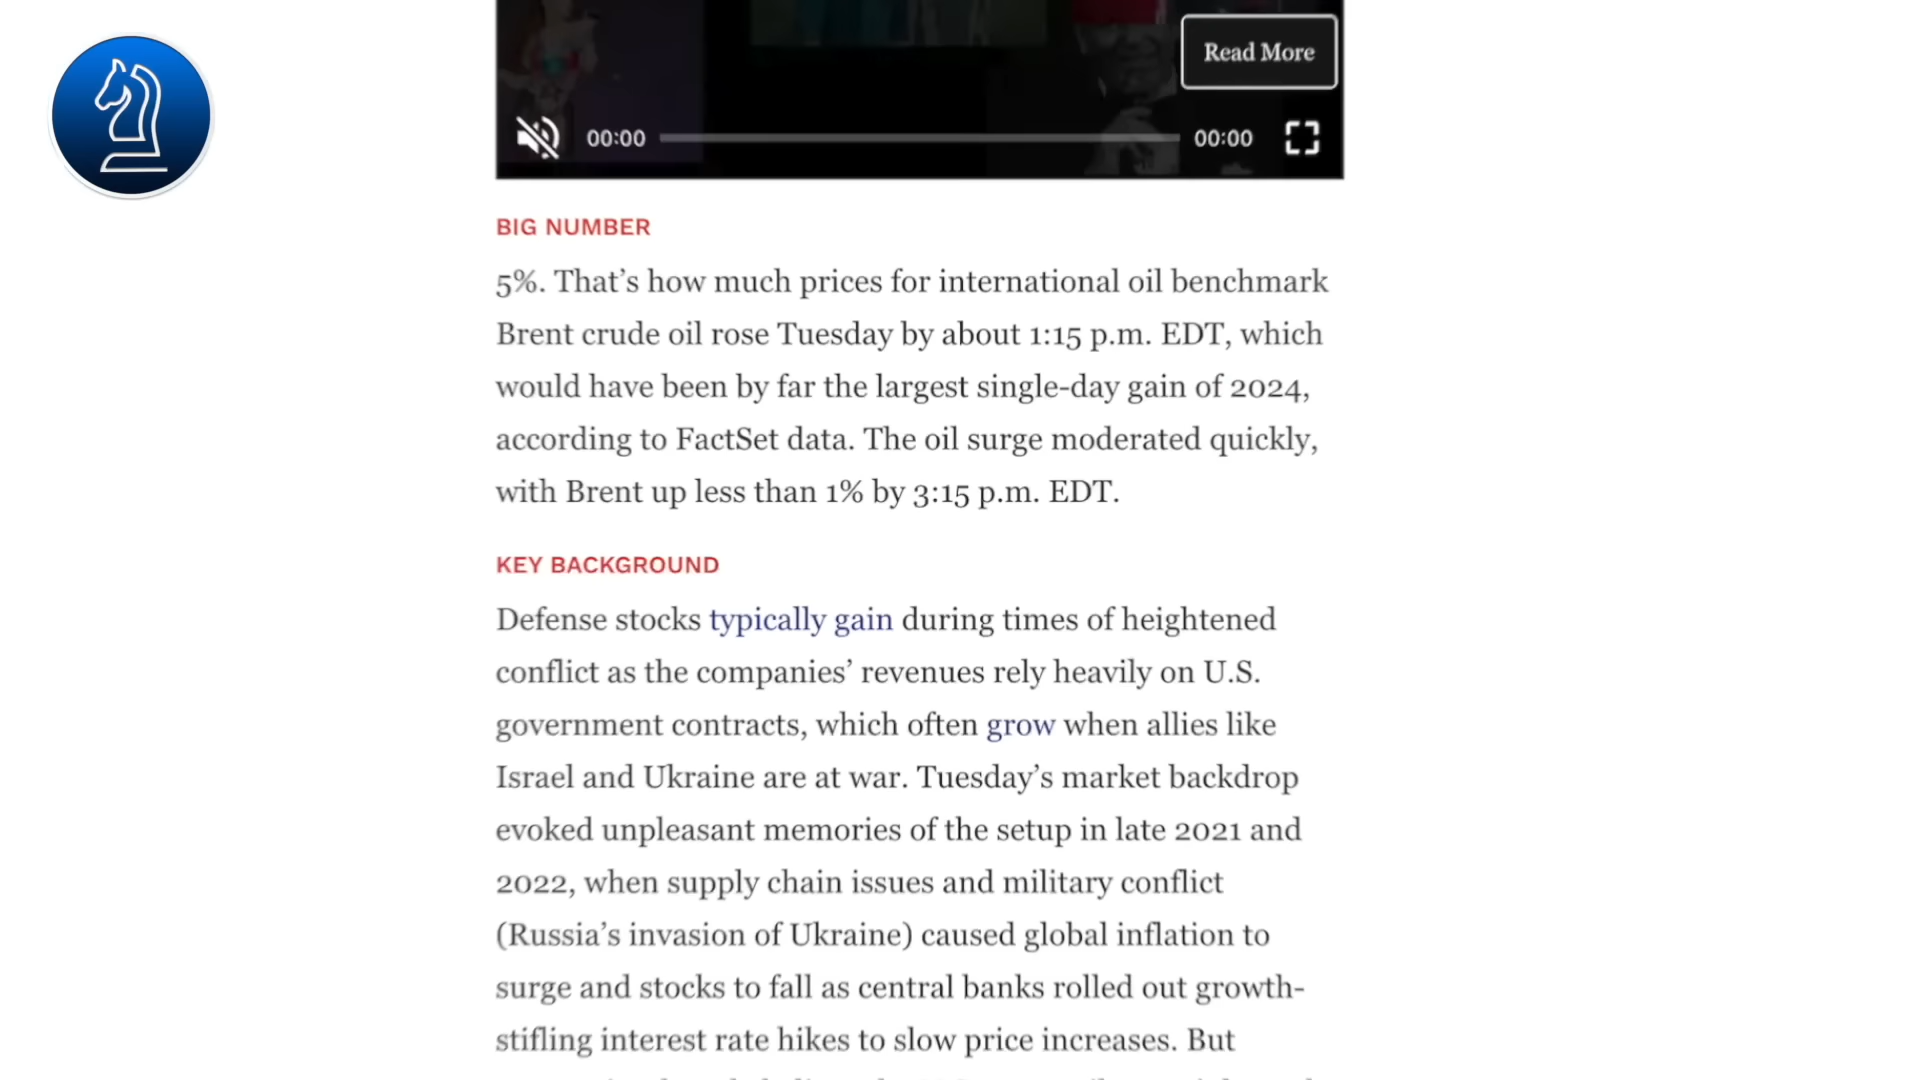 Read More
00:00
00:00
BIG NUMBER
5%. That’s how much prices for international oil benchmark
Brent crude oil rose Tuesday by about 1:15 p.m. EDT, which
would have been by far the largest single-day gain of 2024,
according to FactSet data. The oil surge moderated quickly,
with Brent up less than 1% by 3:15 p.m. EDT.
KEY BACKGROUND
Defense stocks typically gain during times of heightened
conflict as the companies’ revenues rely heavily on U.S.
government contracts, which often grow when allies like
Israel and Ukraine are at war. Tuesday’s market backdrop
evoked unpleasant memories of the setup in late 2021 and
2022, when supply chain issues and military conflict
(Russia’s invasion of Ukraine) caused global inflation to
surge and stocks to fall as central banks rolled out growth-
stifling interest rate hikes to slow price increases. But